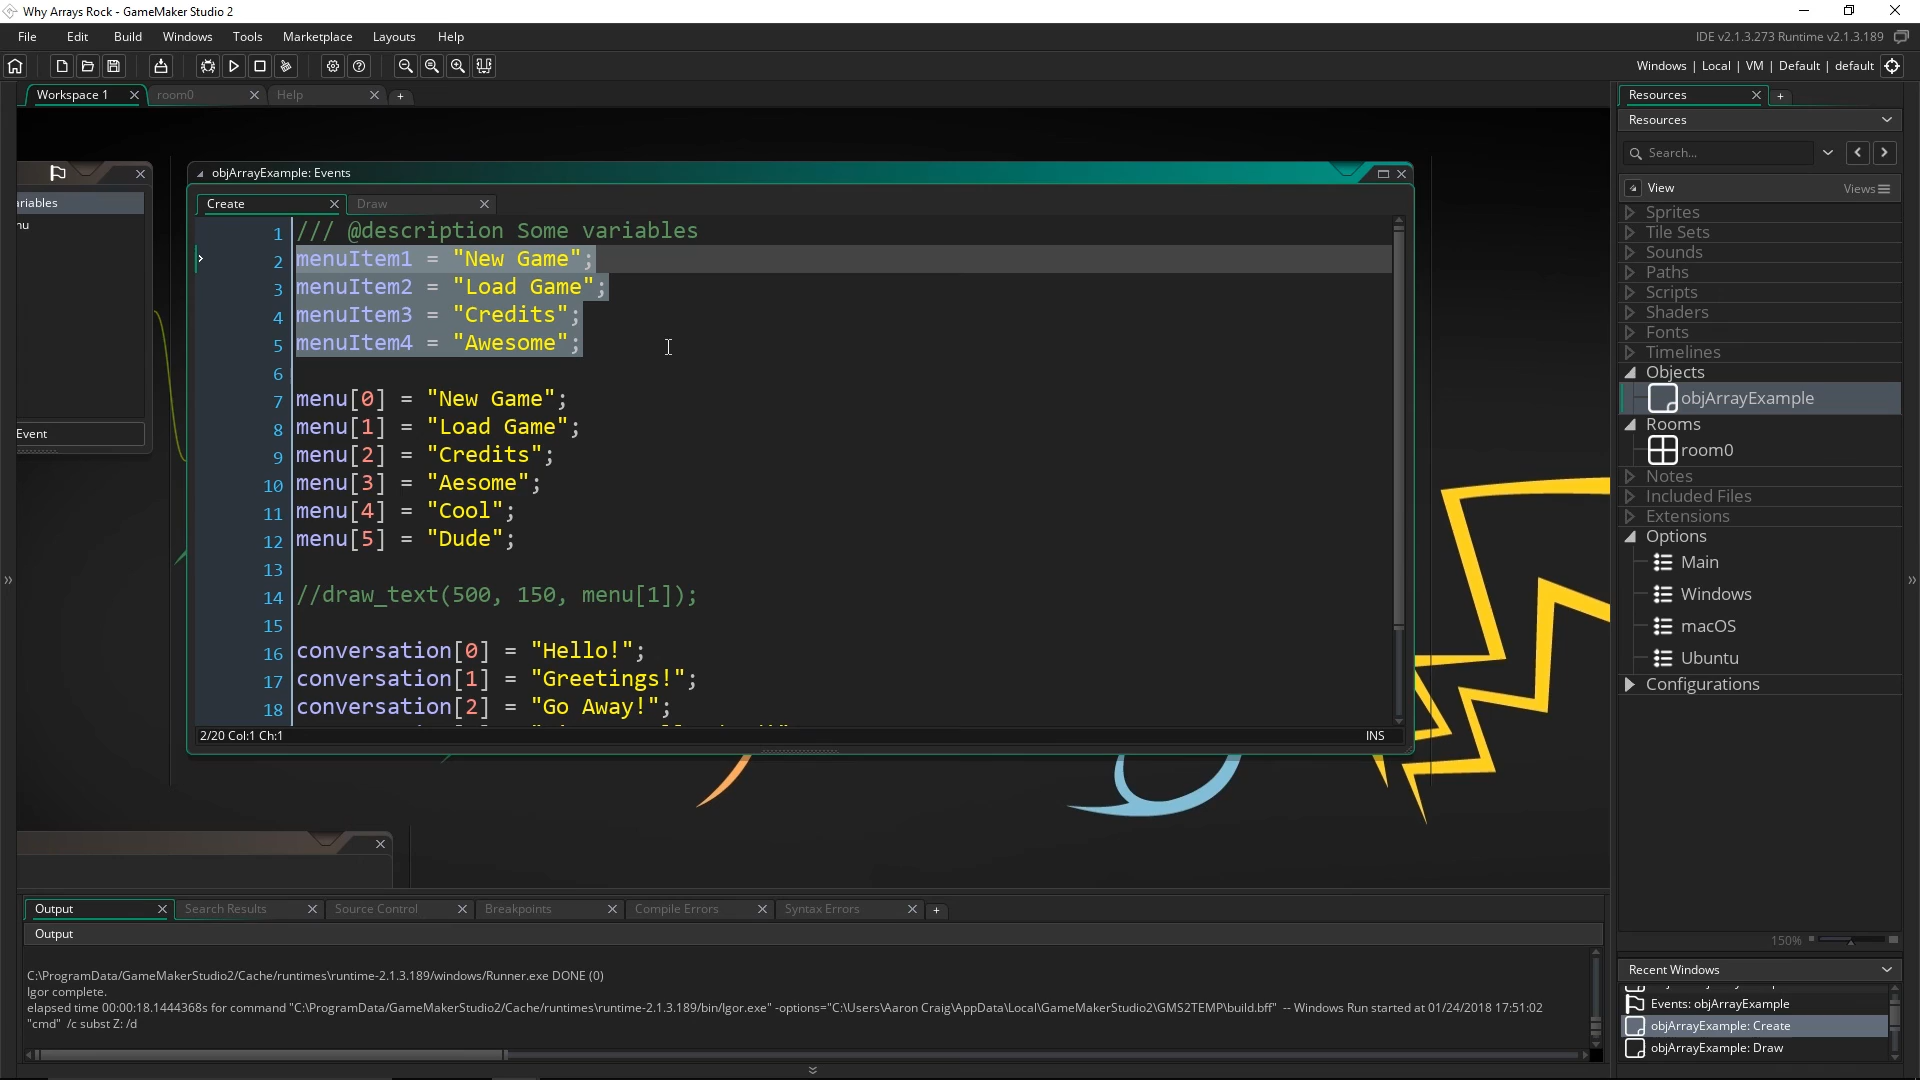 Why Arrays Rock - GameMaker Studio 2
File Edit Build Windows Tools Marketplace Layouts Help
IDE v2.1.3.273 Runtime v2.1.3.189
Windows | Local | VM | Default | default
Workspace 1 room0 Help
Resources
Resources
Search...
View Views
Sprites
Tile Sets
Sounds
Paths
Scripts
Shaders
Fonts
Timelines
Objects
objArrayExample
Rooms
room0
Notes
Included Files
Extensions
Options
Main
Windows
macOS
Ubuntu
Configurations
150%
Recent Windows
Events: objArrayExample
objArrayExample: Create
objArrayExample: Draw
ariables
nu
Event
objArrayExample: Events
Create Draw
1 /// @description Some variables
2 menuItem1 = "New Game";
3 menuItem2 = "Load Game";
4 menuItem3 = "Credits";
5 menuItem4 = "Awesome";
6
7 menu[0] = "New Game";
8 menu[1] = "Load Game";
9 menu[2] = "Credits";
10 menu[3] = "Aesome";
11 menu[4] = "Cool";
12 menu[5] = "Dude";
13
14 //draw_text(500, 150, menu[1]);
15
16 conversation[0] = "Hello!";
17 conversation[1] = "Greetings!";
18 conversation[2] = "Go Away!";
2/20 Col:1 Ch:1 INS
Output Search Results Source Control Breakpoints Compile Errors Syntax Errors
Output
C:\ProgramData/GameMakerStudio2/Cache/runtimes\runtime-2.1.3.189/windows/Runner.exe DONE (0)
Igor complete.
elapsed time 00:00:18.1444368s for command "C:\ProgramData/GameMakerStudio2/Cache/runtimes\runtime-2.1.3.189/bin/Igor.exe" -options="C:\Users\Aaron Craig\AppData\Local\GameMakerStudio2\GMS2TEMP\build.bff" -- Windows Run started at 01/24/2018 17:51:02
"cmd" /c subst Z: /d